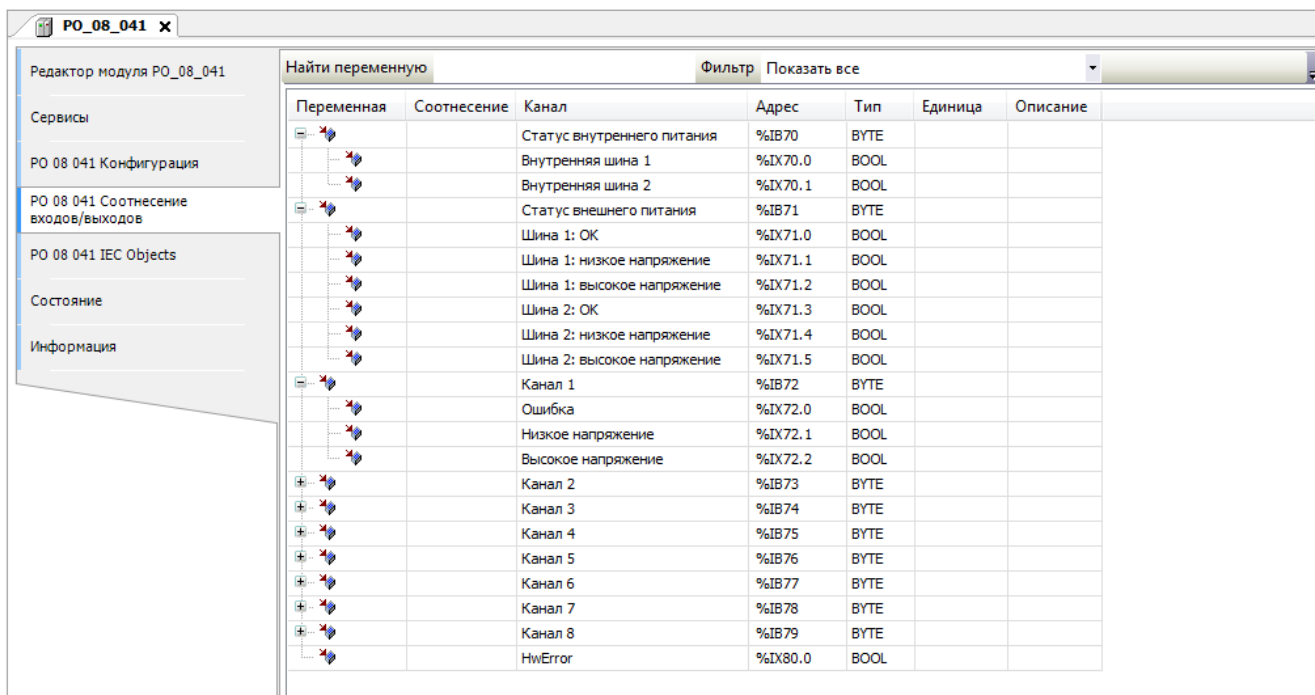 PO_08_041 x
Редактор модуля PO_08_041
Сервисы
PO 08 041 Конфигурация
PO 08 041 Соотнесение
входов/выходов
PO 08 041 IEC Objects
Состояние
Информация
Найти переменную Фильтр Показать все
Переменная Соотнесение Канал Адрес Тип Единица Описание
Статус внутреннего питания %IB70 BYTE
Внутренняя шина 1 %IX70.0 BOOL
Внутренняя шина 2 %IX70.1 BOOL
Статус внешнего питания %IB71 BYTE
Шина 1: ОК %IX71.0 BOOL
Шина 1: низкое напряжение %IX71.1 BOOL
Шина 1: высокое напряжение %IX71.2 BOOL
Шина 2: ОК %IX71.3 BOOL
Шина 2: низкое напряжение %IX71.4 BOOL
Шина 2: высокое напряжение %IX71.5 BOOL
Канал 1 %IB72 BYTE
Ошибка %IX72.0 BOOL
Низкое напряжение %IX72.1 BOOL
Высокое напряжение %IX72.2 BOOL
Канал 2 %IB73 BYTE
Канал 3 %IB74 BYTE
Канал 4 %IB75 BYTE
Канал 5 %IB76 BYTE
Канал 6 %IB77 BYTE
Канал 7 %IB78 BYTE
Канал 8 %IB79 BYTE
HwError %IX80.0 BOOL